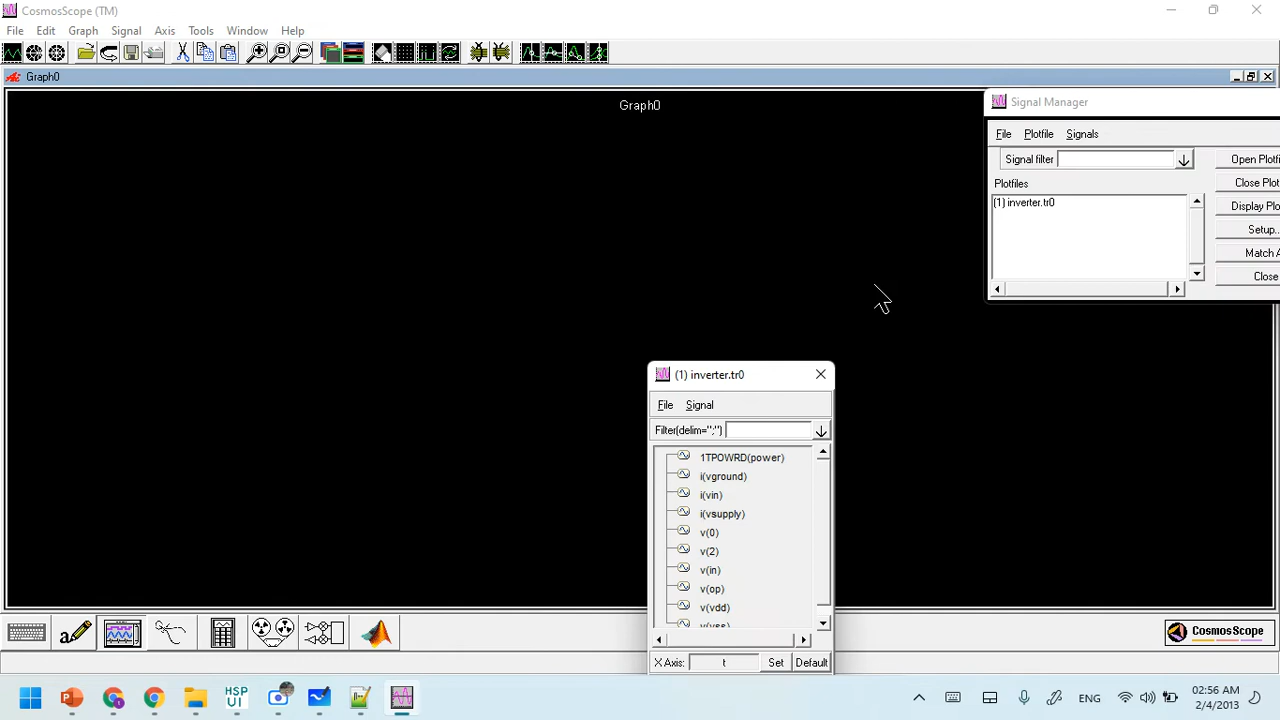 CosmosScope (TM)
File Edit Graph Signal Axis Tools Window Help
Graph0
Graph0
Signal Manager
File Plotfile Signals
Signal filter
Open Plotfi
Plotfiles
Close Plot
(1) inverter.tr0
Display Plo
Setup..
Match A
Close
(1) inverter.tr0
File Signal
Filter(delim=";")
1TPOWRD(power)
i(vground)
i(vin)
i(vsupply)
v(0)
v(2)
v(in)
v(op)
v(vdd)
v(vss)
X Axis: t Set Default
CosmosScope
HSP
UI
ENG
02:56 AM
2/4/2013